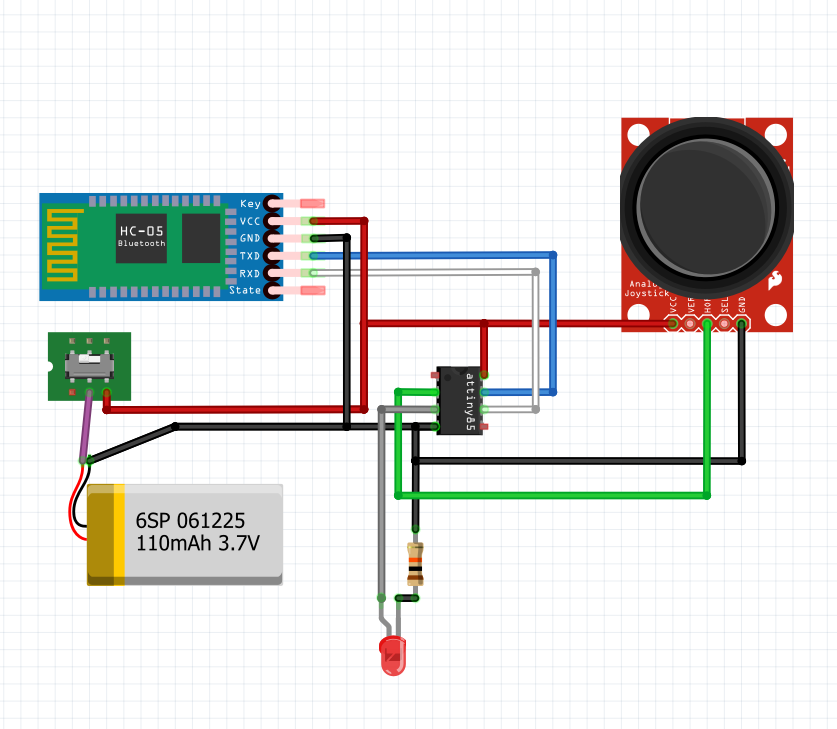 Key
VCC
GND
TXD
RXD
State
HC-05
Bluetooth
Analo
Joystick
VCC
VER
HOR
SEL
GND
attiny85
6SP 061225
110mAh 3.7V